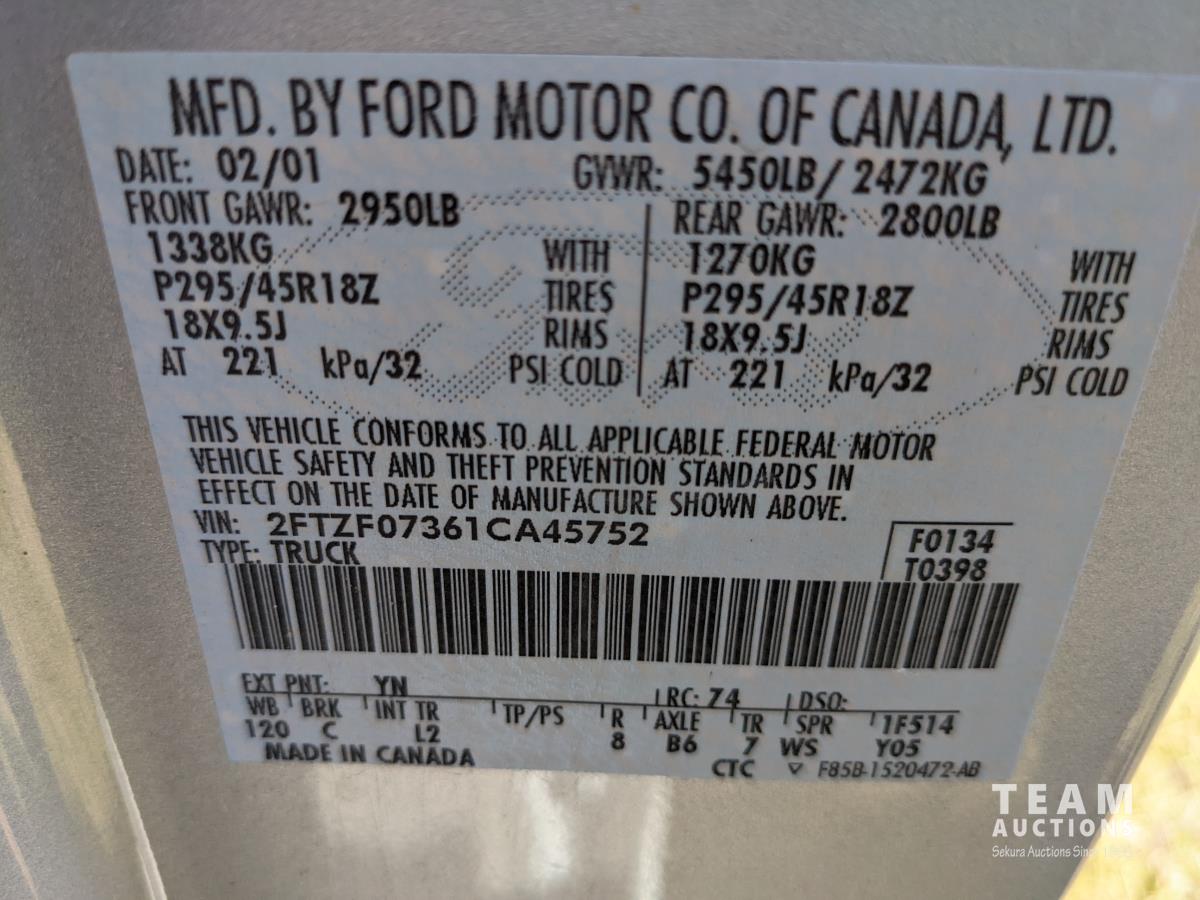 MFD. BY FORD MOTOR CO. OF CANADA, LTD.
DATE: 02/01 GVWR: 5450LB/ 2472KG
FRONT GAWR: 2950LB REAR GAWR: 2800LB
1338KG WITH 1270KG WITH
P295/45R18Z TIRES P295/45R18Z TIRES
18X9.5J RIMS 18X9.5J RIMS
AT 221 kPa/32 PSI COLD AT 221 kPa/32 PSI COLD
THIS VEHICLE CONFORMS TO ALL APPLICABLE FEDERAL MOTOR
VEHICLE SAFETY AND THEFT PREVENTION STANDARDS IN
EFFECT ON THE DATE OF MANUFACTURE SHOWN ABOVE.
VIN: 2FTZF07361CA45752
TYPE: TRUCK
F0134
T0398
EXT PNT: YN RC: 74 DSO:
WB BRK INT TR TP/PS R AXLE TR SPR 1F514
120 C L2 8 B6 7 WS Y05
MADE IN CANADA CTC ▽ F85B-1520472-AB
TEAM
AUCTIONS
Sekura Auctions Since